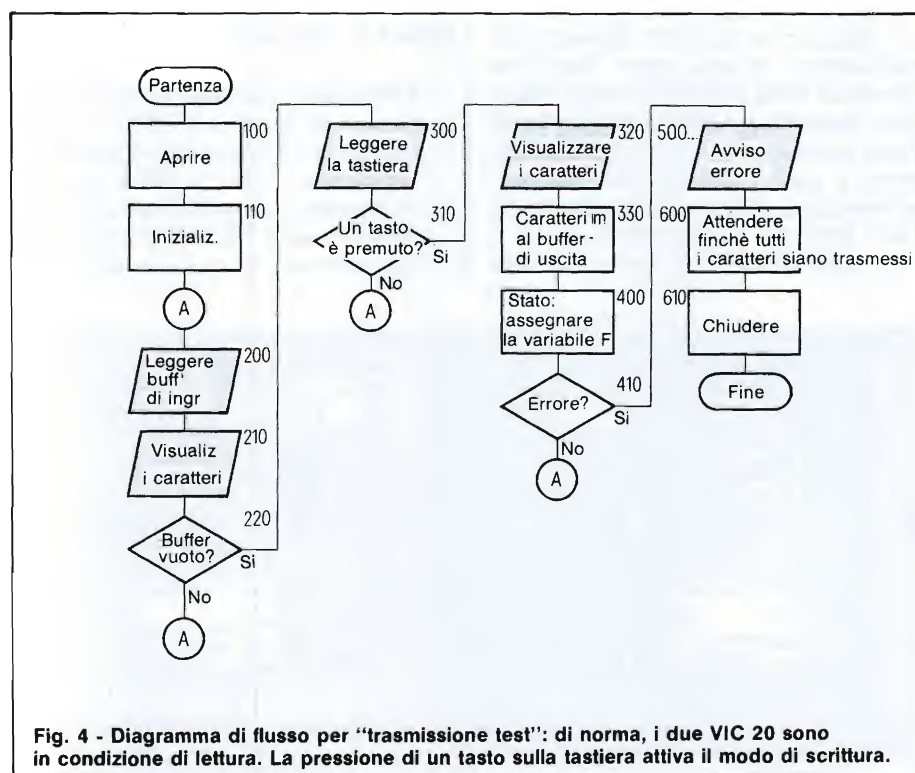 Partenza
100
Aprire
110
Inizializ.
A
200
Leggere
buff'
di ingr
210
Visualiz
i caratteri
220
Buffer
vuoto?
Si
No
A
300
Leggere
la tastiera
310
Un tasto
è premuto?
Si
No
A
320
Visualizzare
i caratteri
330
Caratteri im
al buffer-
di uscita
400
Stato:
assegnare
la variabile F
410
Errore?
Si
No
A
500...
Avviso
errore
600
Attendere
finchè tutti
i caratteri siano trasmessi
610
Chiudere
Fine
Fig. 4 - Diagramma di flusso per "trasmissione test": di norma, i due VIC 20 sono
in condizione di lettura. La pressione di un tasto sulla tastiera attiva il modo di scrittura.